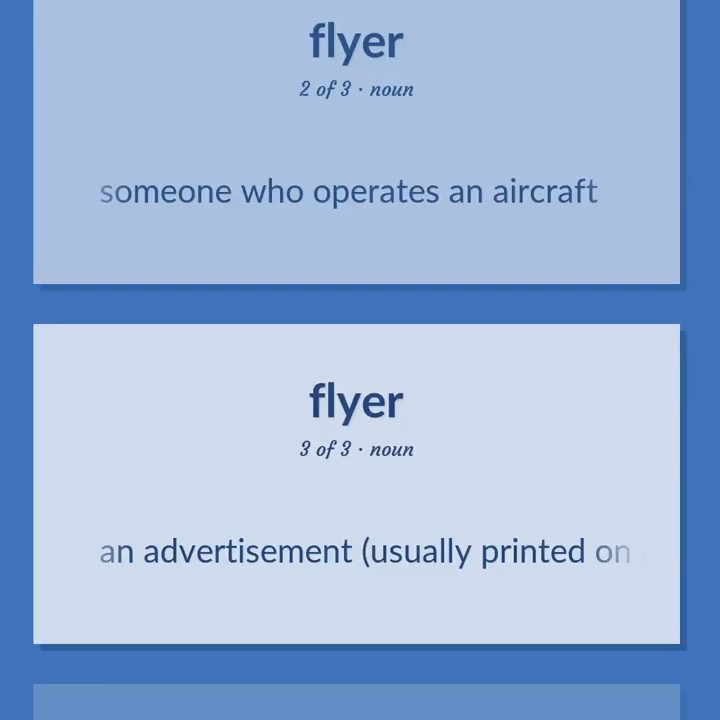 flyer
2 of 3 · noun
someone who operates an aircraft
flyer
3 of 3 · noun
an advertisement (usually printed on